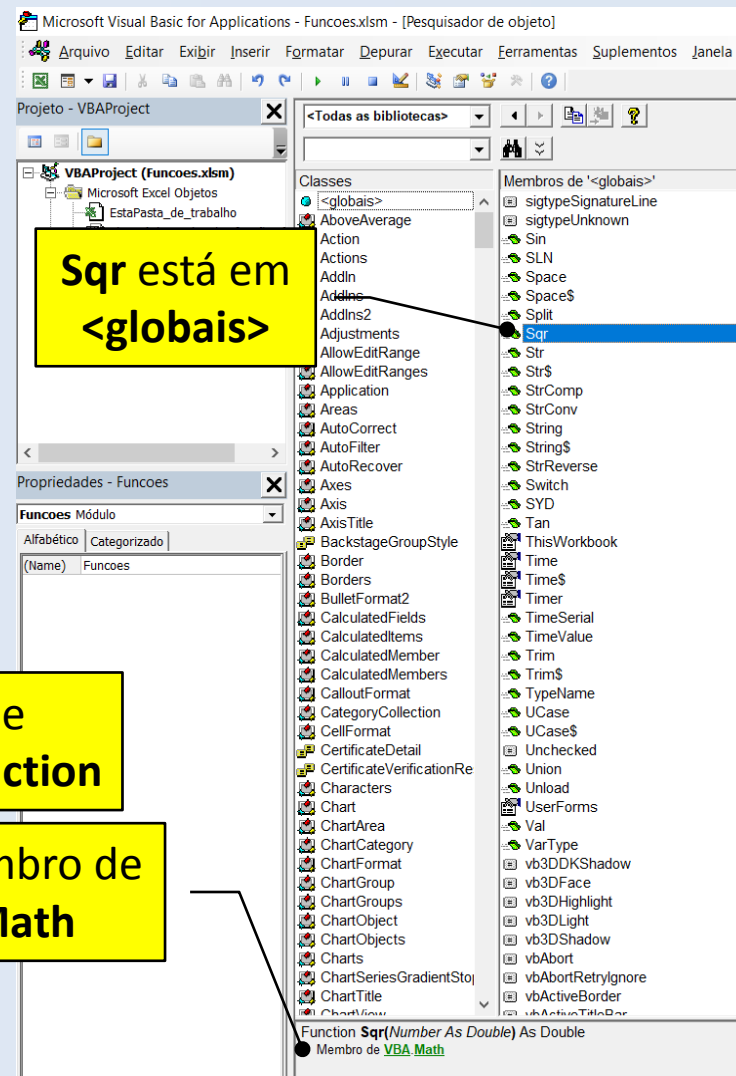 Microsoft Visual Basic for Applications - Funcoes.xlsm - [Pesquisador de objeto]
Arquivo Editar Exibir Inserir Formatar Depurar Executar Ferramentas Suplementos Janela
Projeto - VBAProject
VBAProject (Funcoes.xlsm)
Microsoft Excel Objetos
EstaPasta_de_trabalho
Sqr está em
<globais>
Propriedades - Funcoes
Funcoes Módulo
Alfabético Categorizado
(Name) Funcoes
e
ction
mbro de
Math
<Todas as bibliotecas>
Classes
<globais>
AboveAverage
Action
Actions
AddIn
AddIns
AddIns2
Adjustments
AllowEditRange
AllowEditRanges
Application
Areas
AutoCorrect
AutoFilter
AutoRecover
Axes
Axis
AxisTitle
BackstageGroupStyle
Border
Borders
BulletFormat2
CalculatedFields
CalculatedItems
CalculatedMember
CalculatedMembers
CalloutFormat
CategoryCollection
CellFormat
CertificateDetail
CertificateVerificationRe
Characters
Chart
ChartArea
ChartCategory
ChartFormat
ChartGroup
ChartGroups
ChartObject
ChartObjects
Charts
ChartSeriesGradientStop
ChartTitle
ChartView
Membros de '<globais>'
sigtypeSignatureLine
sigtypeUnknown
Sin
SLN
Space
Space$
Split
Sqr
Str
Str$
StrComp
StrConv
String
String$
StrReverse
Switch
SYD
Tan
ThisWorkbook
Time
Time$
Timer
TimeSerial
TimeValue
Trim
Trim$
TypeName
UCase
UCase$
Unchecked
Union
Unload
UserForms
Val
VarType
vb3DDKShadow
vb3DFace
vb3DHighlight
vb3DLight
vb3DShadow
vbAbort
vbAbortRetryIgnore
vbActiveBorder
vbActiveTitleBar
Function Sqr(Number As Double) As Double
Membro de VBA.Math